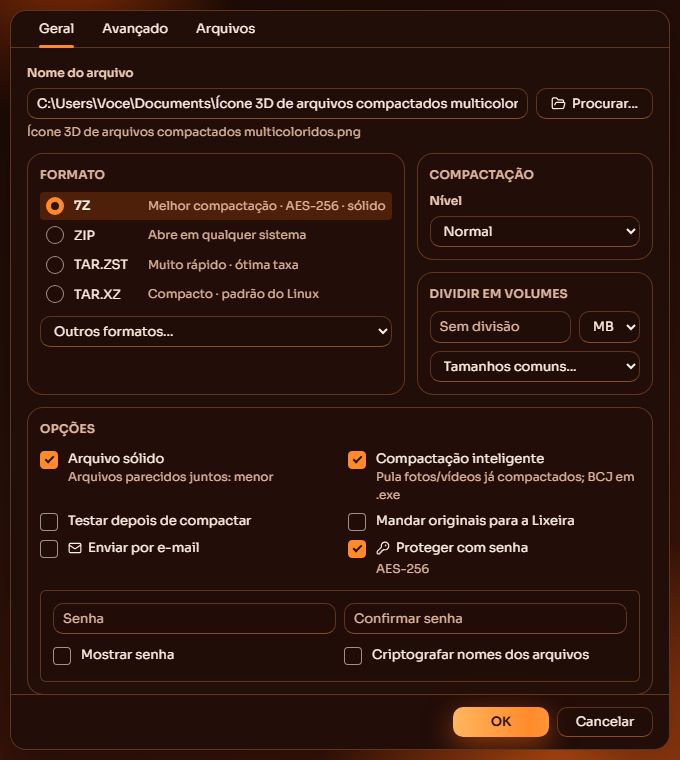 Geral Avançado Arquivos
Nome do arquivo
C:\Users\Voce\Documents\Ícone 3D de arquivos compactados multicolor
Procurar...
Ícone 3D de arquivos compactados multicoloridos.png
FORMATO
7Z Melhor compactação · AES-256 · sólido
ZIP Abre em qualquer sistema
TAR.ZST Muito rápido · ótima taxa
TAR.XZ Compacto · padrão do Linux
Outros formatos...
COMPACTAÇÃO
Nível
Normal
DIVIDIR EM VOLUMES
Sem divisão MB
Tamanhos comuns...
OPÇÕES
Arquivo sólido
Arquivos parecidos juntos: menor
Compactação inteligente
Pula fotos/vídeos já compactados; BCJ em
.exe
Testar depois de compactar
Mandar originais para a Lixeira
Enviar por e-mail
Proteger com senha
AES-256
Senha
Confirmar senha
Mostrar senha
Criptografar nomes dos arquivos
OK Cancelar